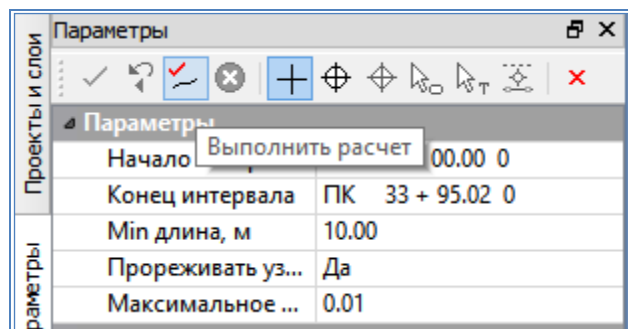 Параметры
Проекты и слои
Параметры
Выполнить расчет
Начало 00.00 0
Конец интервала ПК 33 + 95.02 0
Min длина, м 10.00
Прореживать уз... Да
Максимальное ... 0.01
раметры